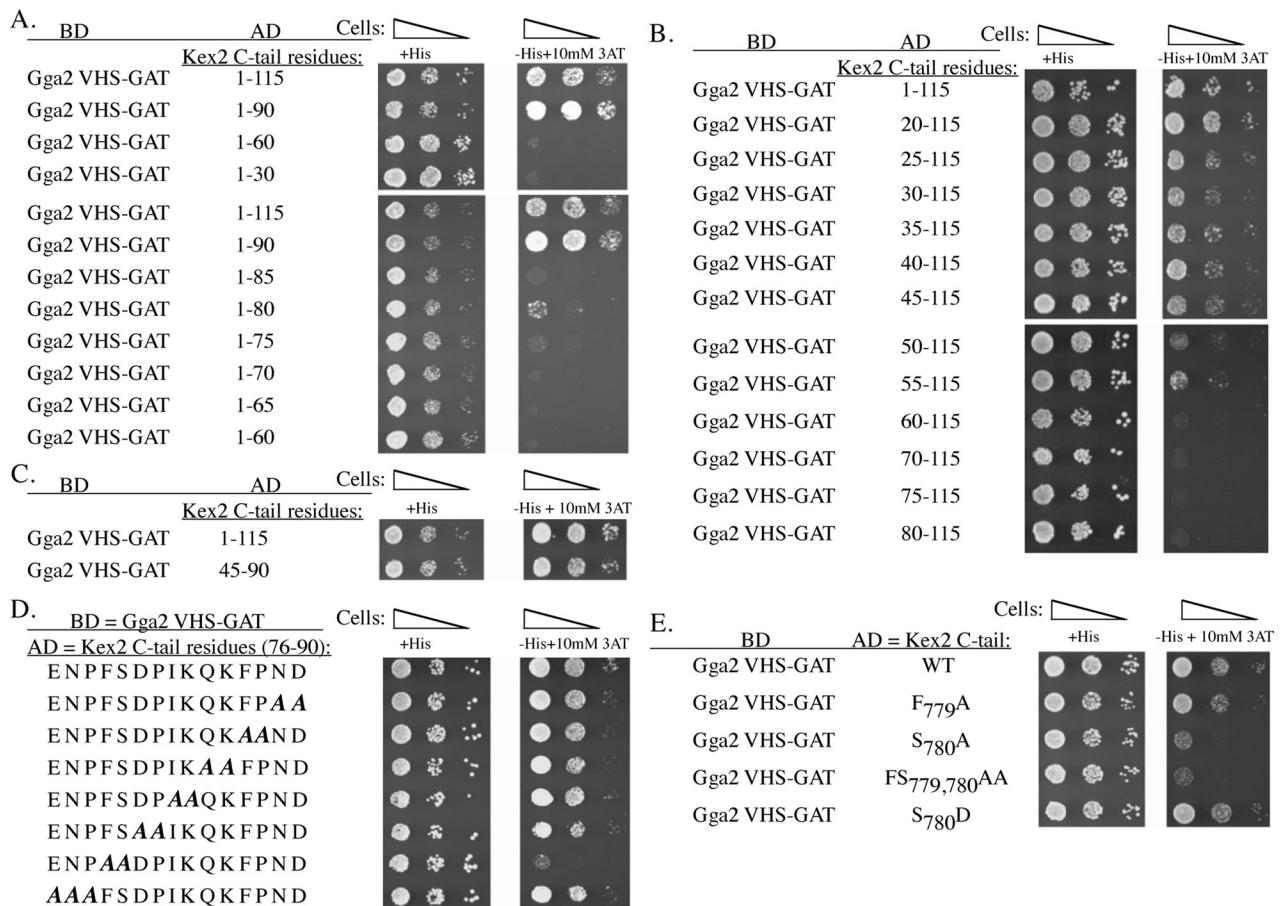 A.
BD AD Cells:
Kex2 C-tail residues: +His -His+10mM 3AT
Gga2 VHS-GAT 1-115
Gga2 VHS-GAT 1-90
Gga2 VHS-GAT 1-60
Gga2 VHS-GAT 1-30
Gga2 VHS-GAT 1-115
Gga2 VHS-GAT 1-90
Gga2 VHS-GAT 1-85
Gga2 VHS-GAT 1-80
Gga2 VHS-GAT 1-75
Gga2 VHS-GAT 1-70
Gga2 VHS-GAT 1-65
Gga2 VHS-GAT 1-60
B.
BD AD Cells:
Kex2 C-tail residues: +His -His+10mM 3AT
Gga2 VHS-GAT 1-115
Gga2 VHS-GAT 20-115
Gga2 VHS-GAT 25-115
Gga2 VHS-GAT 30-115
Gga2 VHS-GAT 35-115
Gga2 VHS-GAT 40-115
Gga2 VHS-GAT 45-115
Gga2 VHS-GAT 50-115
Gga2 VHS-GAT 55-115
Gga2 VHS-GAT 60-115
Gga2 VHS-GAT 70-115
Gga2 VHS-GAT 75-115
Gga2 VHS-GAT 80-115
C.
BD AD Cells:
Kex2 C-tail residues: +His -His + 10mM 3AT
Gga2 VHS-GAT 1-115
Gga2 VHS-GAT 45-90
D.
BD = Gga2 VHS-GAT Cells:
AD = Kex2 C-tail residues (76-90): +His -His+10mM 3AT
E N P F S D P I K Q K F P N D
E N P F S D P I K Q K F P A A
E N P F S D P I K Q K A A N D
E N P F S D P I K A A F P N D
E N P F S D P A A Q K F P N D
E N P F S A A I K Q K F P N D
E N P A A D P I K Q K F P N D
A A A F S D P I K Q K F P N D
E.
Cells:
BD AD = Kex2 C-tail: +His -His + 10mM 3AT
Gga2 VHS-GAT WT
Gga2 VHS-GAT F779A
Gga2 VHS-GAT S780A
Gga2 VHS-GAT FS779,780AA
Gga2 VHS-GAT S780D